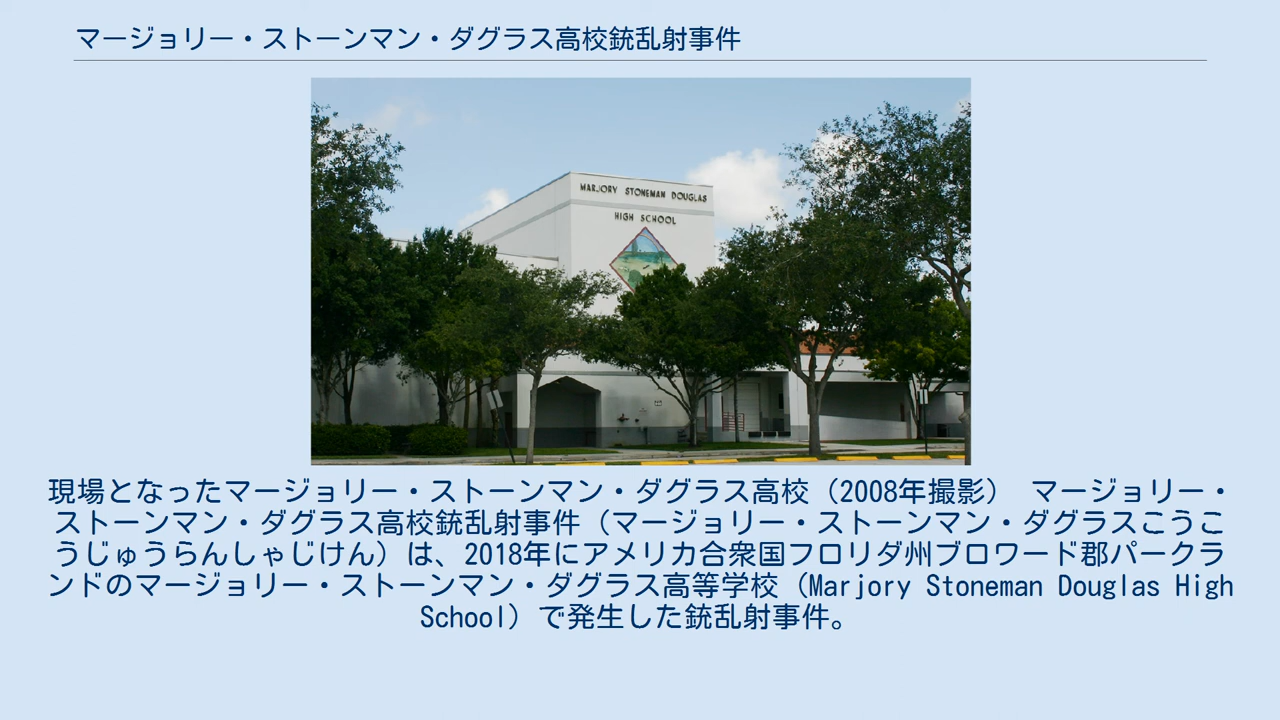 マージョリー・ストーンマン・ダグラス高校銃乱射事件
MARJORY STONEMAN DOUGLAS
HIGH SCHOOL
現場となったマージョリー・ストーンマン・ダグラス高校（2008年撮影） マージョリー・
ストーンマン・ダグラス高校銃乱射事件（マージョリー・ストーンマン・ダグラスこうこ
うじゅうらんしゃじけん）は、2018年にアメリカ合衆国フロリダ州ブロワード郡パークラ
ンドのマージョリー・ストーンマン・ダグラス高等学校（Marjory Stoneman Douglas High
School）で発生した銃乱射事件。